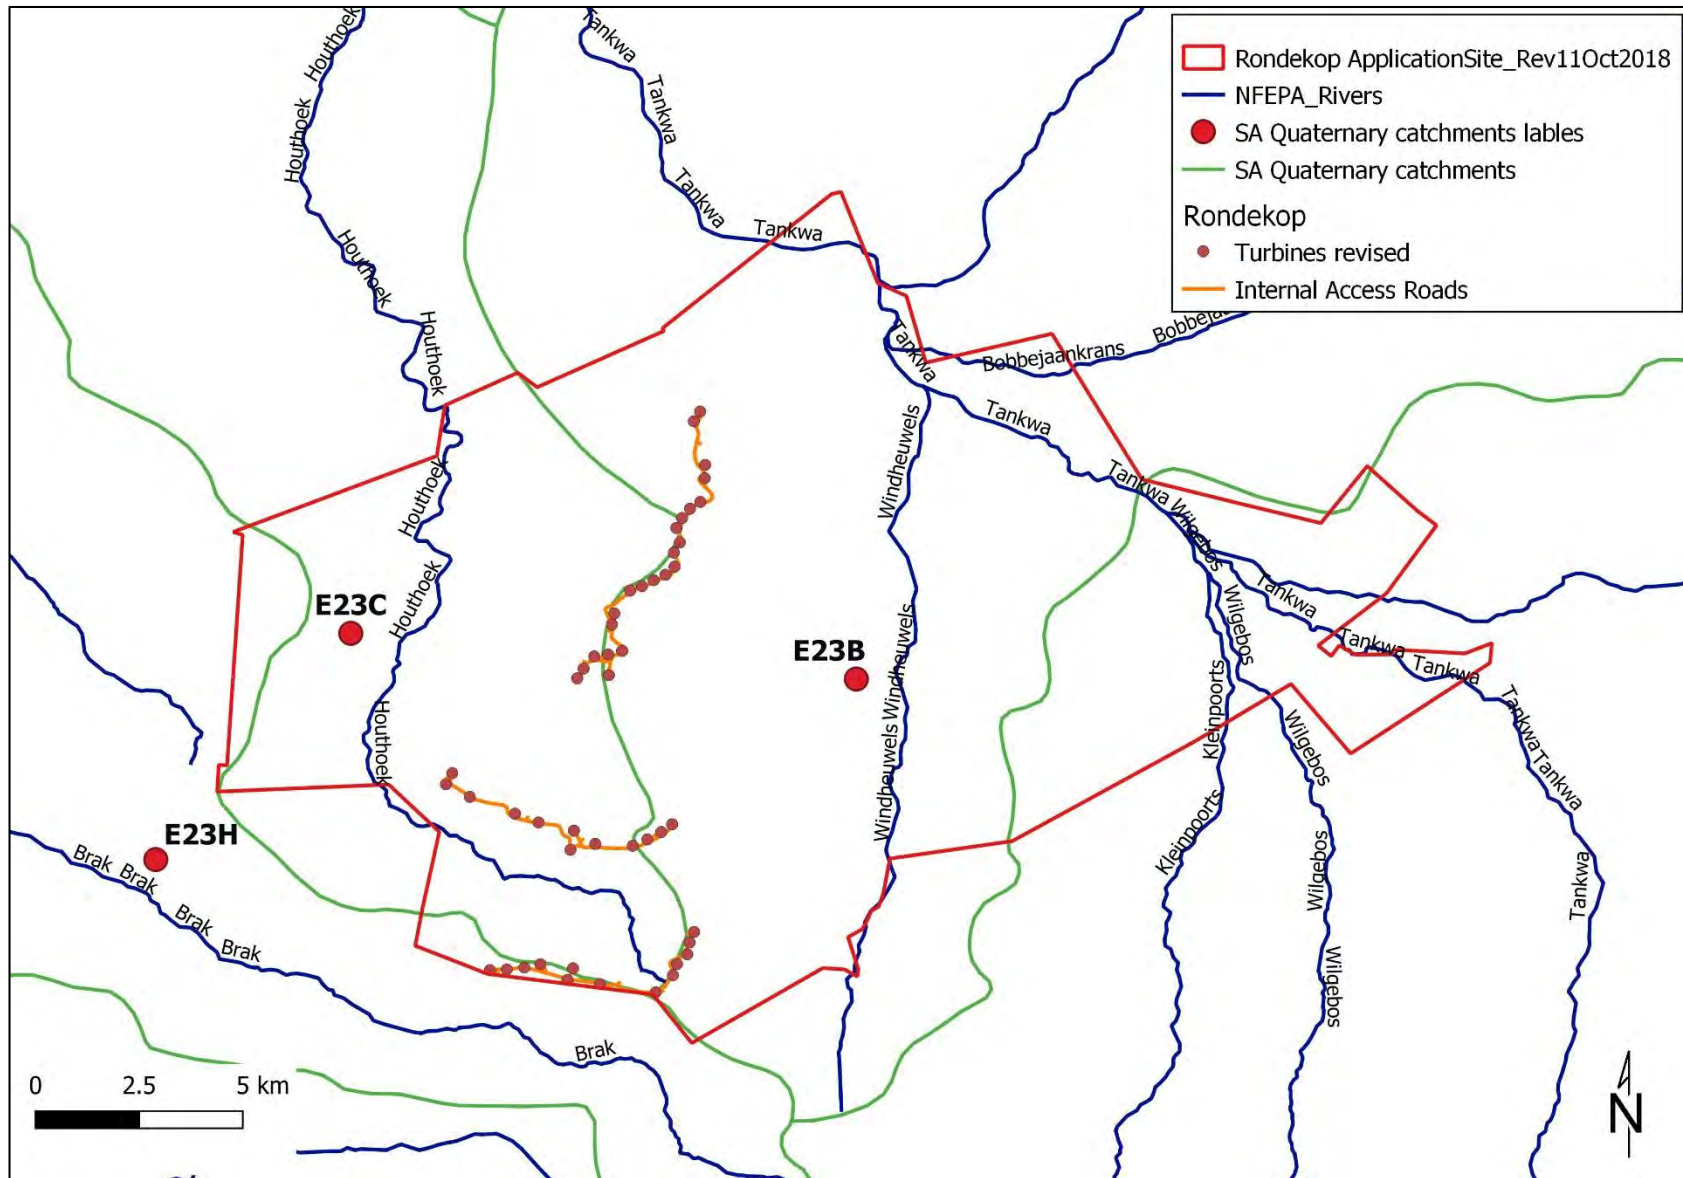 Rondekop ApplicationSite_Rev11Oct2018
NFEPA_Rivers
SA Quaternary catchments lables
SA Quaternary catchments
Rondekop
Turbines revised
Internal Access Roads
Houthoek
Houthoek
Houthoek
Houthoek
Houthoek
Houthoek
Houthoek
Houthoek
Tankwa
Tankwa
Tankwa
Tankwa
Tankwa
Tankwa
Bobbejaankrans
Tankwa
Tankwa
Tankwa
Tankwa
Tankwa
Tankwa
Tankwa
Windheuwels
Windheuwels
Windheuwels
Wilgebos
Wilgebos
Wilgebos
Wilgebos
Wilgebos
Kleinpoorts
Kleinpoorts
E23C
E23B
E23H
Brak
Brak
Brak
Brak
Brak
0 2.5 5 km
N